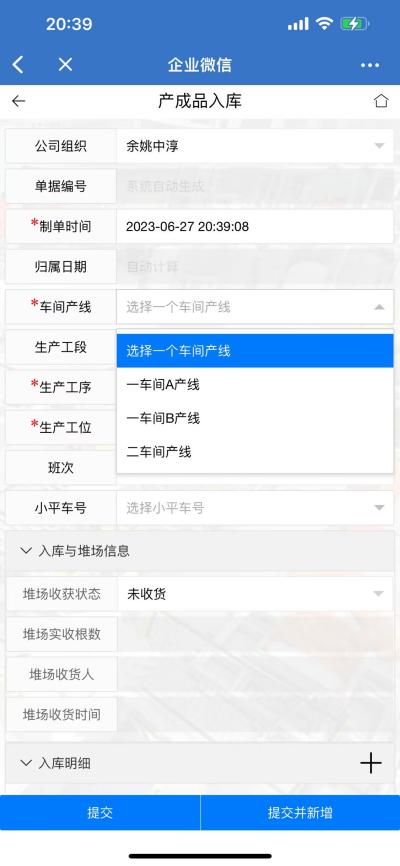 20:39
企业微信
产成品入库
公司组织 余姚中淳
单据编号 系统自动生成
*制单时间 2023-06-27 20:39:08
归属日期 自动计算
*车间产线 选择一个车间产线
生产工段 选择一个车间产线
*生产工序 一车间A产线
*生产工位 一车间B产线
班次 二车间产线
小平车号 选择小平车号
入库与堆场信息
堆场收获状态 未收货
堆场实收根数
堆场收货人
堆场收货时间
入库明细
提交 提交并新增